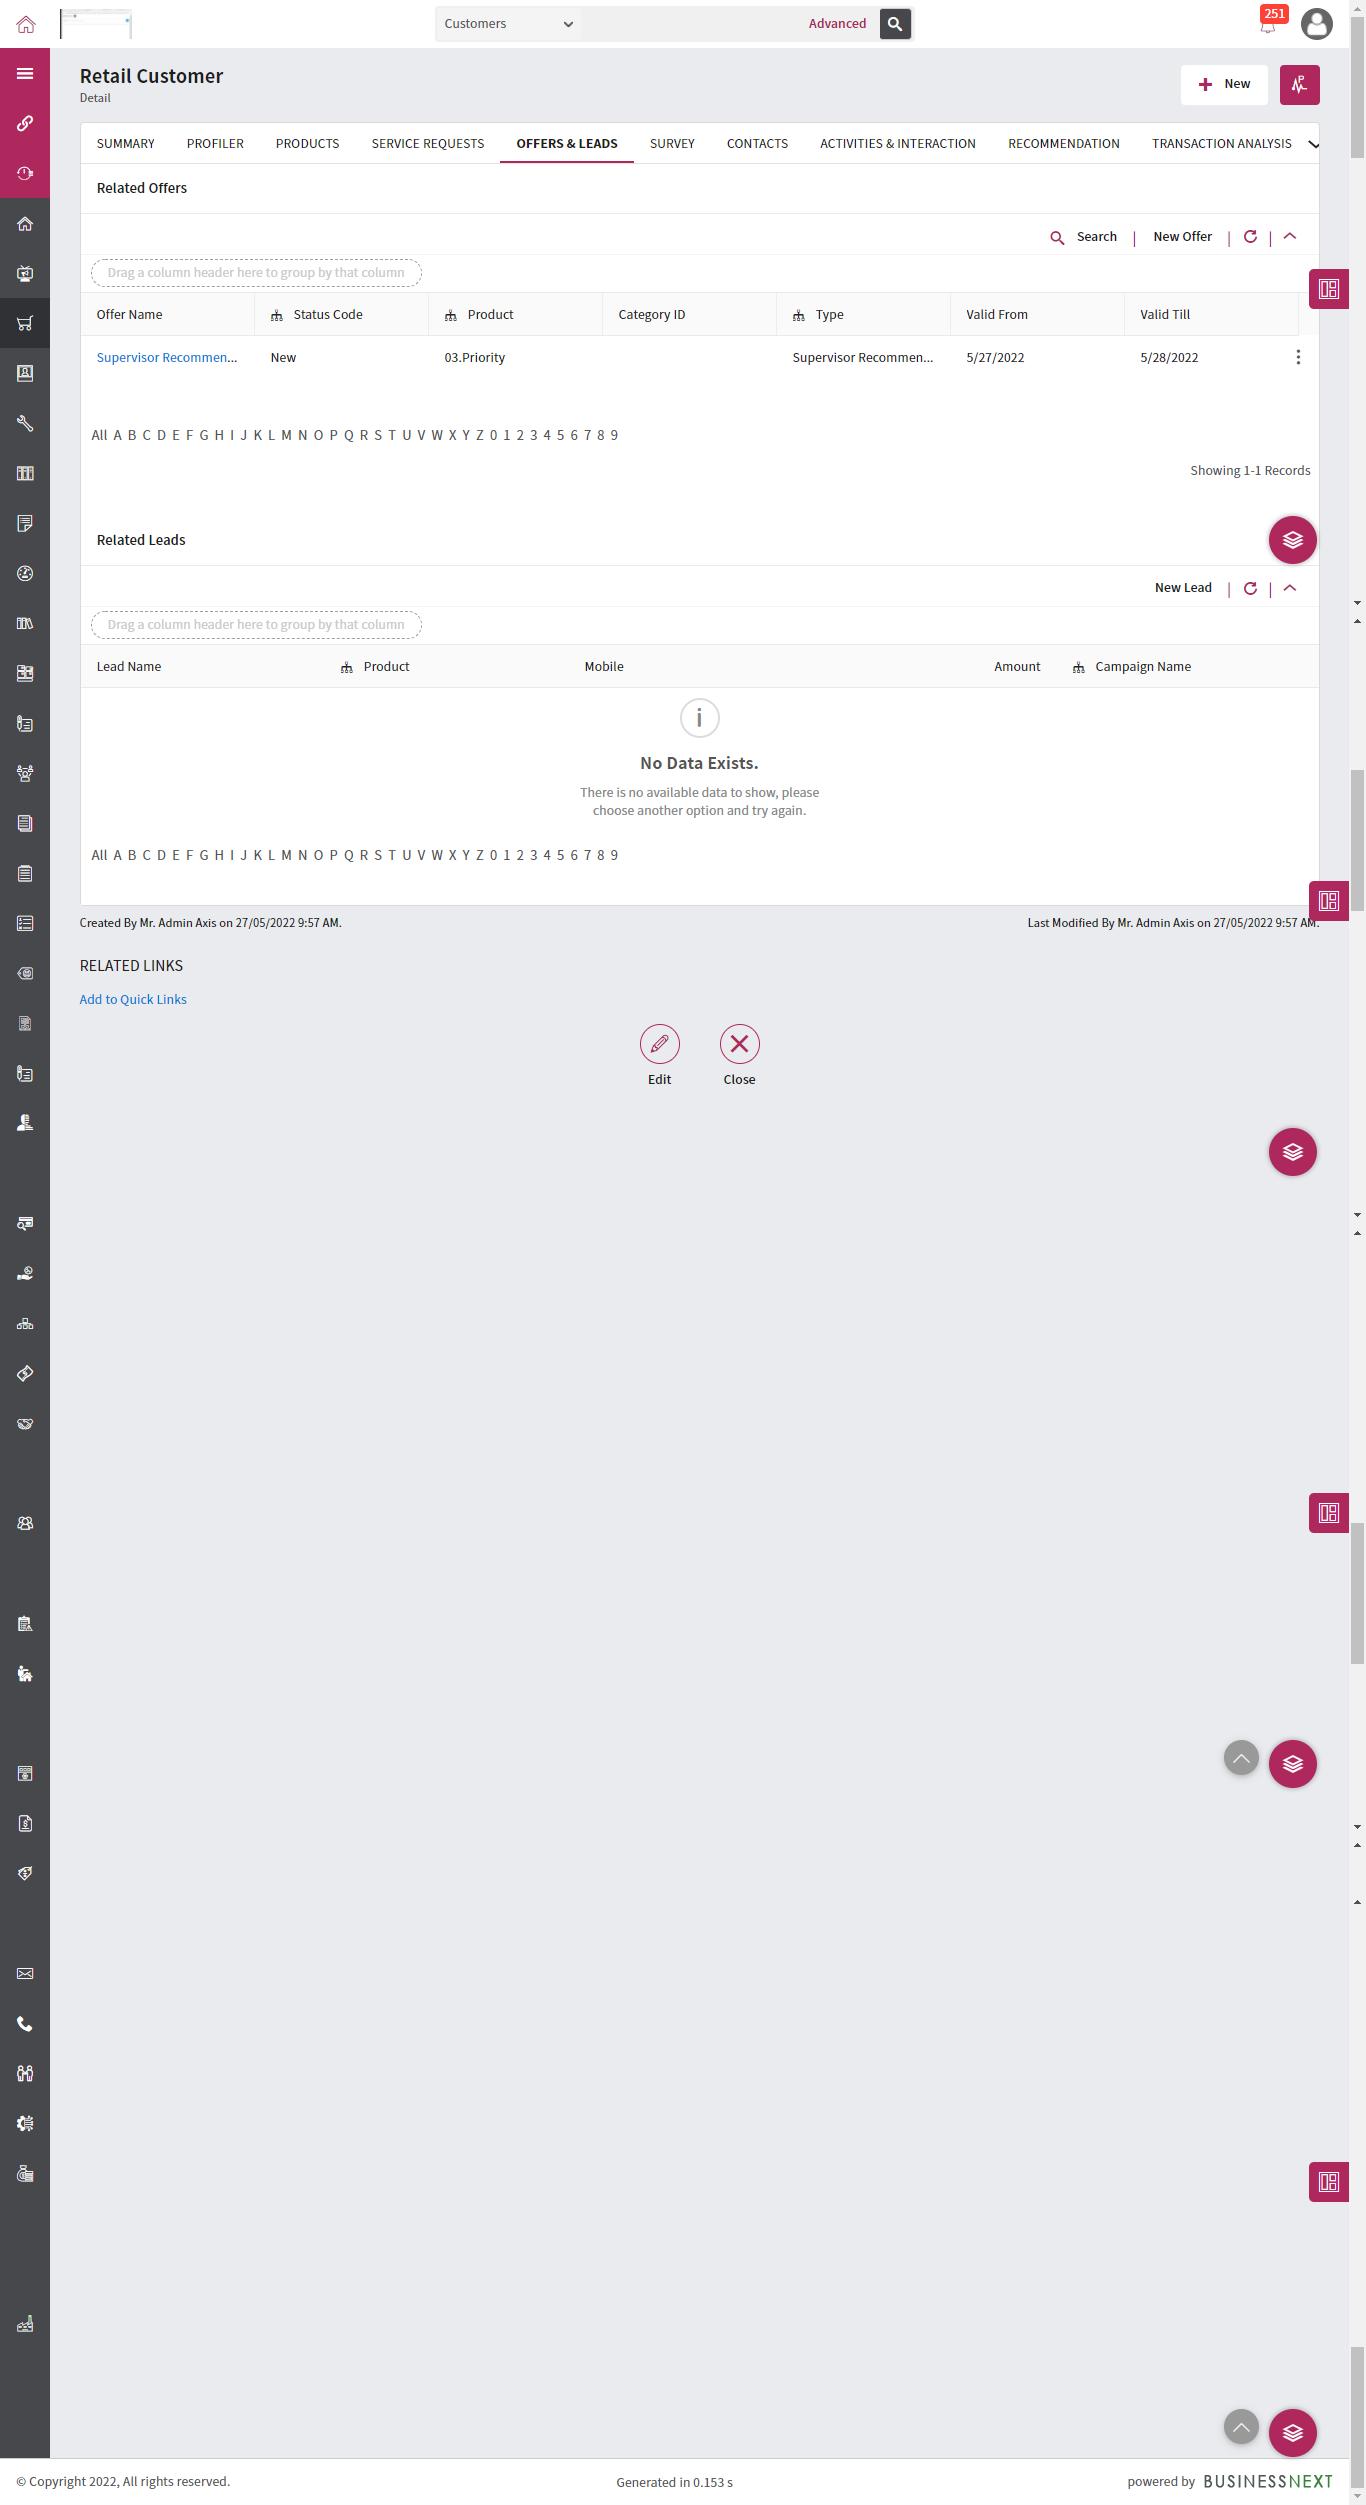 Customers Advanced 251
Retail Customer
Detail
New
SUMMARY PROFILER PRODUCTS SERVICE REQUESTS OFFERS & LEADS SURVEY CONTACTS ACTIVITIES & INTERACTION RECOMMENDATION TRANSACTION ANALYSIS
Related Offers
Search | New Offer | |
Drag a column header here to group by that column
Offer Name Status Code Product Category ID Type Valid From Valid Till
Supervisor Recommen... New 03.Priority Supervisor Recommen... 5/27/2022 5/28/2022
All A B C D E F G H I J K L M N O P Q R S T U V W X Y Z 0 1 2 3 4 5 6 7 8 9
Showing 1-1 Records
Related Leads
New Lead | |
Drag a column header here to group by that column
Lead Name Product Mobile Amount Campaign Name
No Data Exists.
There is no available data to show, please
choose another option and try again.
All A B C D E F G H I J K L M N O P Q R S T U V W X Y Z 0 1 2 3 4 5 6 7 8 9
Created By Mr. Admin Axis on 27/05/2022 9:57 AM. Last Modified By Mr. Admin Axis on 27/05/2022 9:57 AM.
RELATED LINKS
Add to Quick Links
Edit Close
© Copyright 2022, All rights reserved. Generated in 0.153 s powered by BUSINESSNEXT